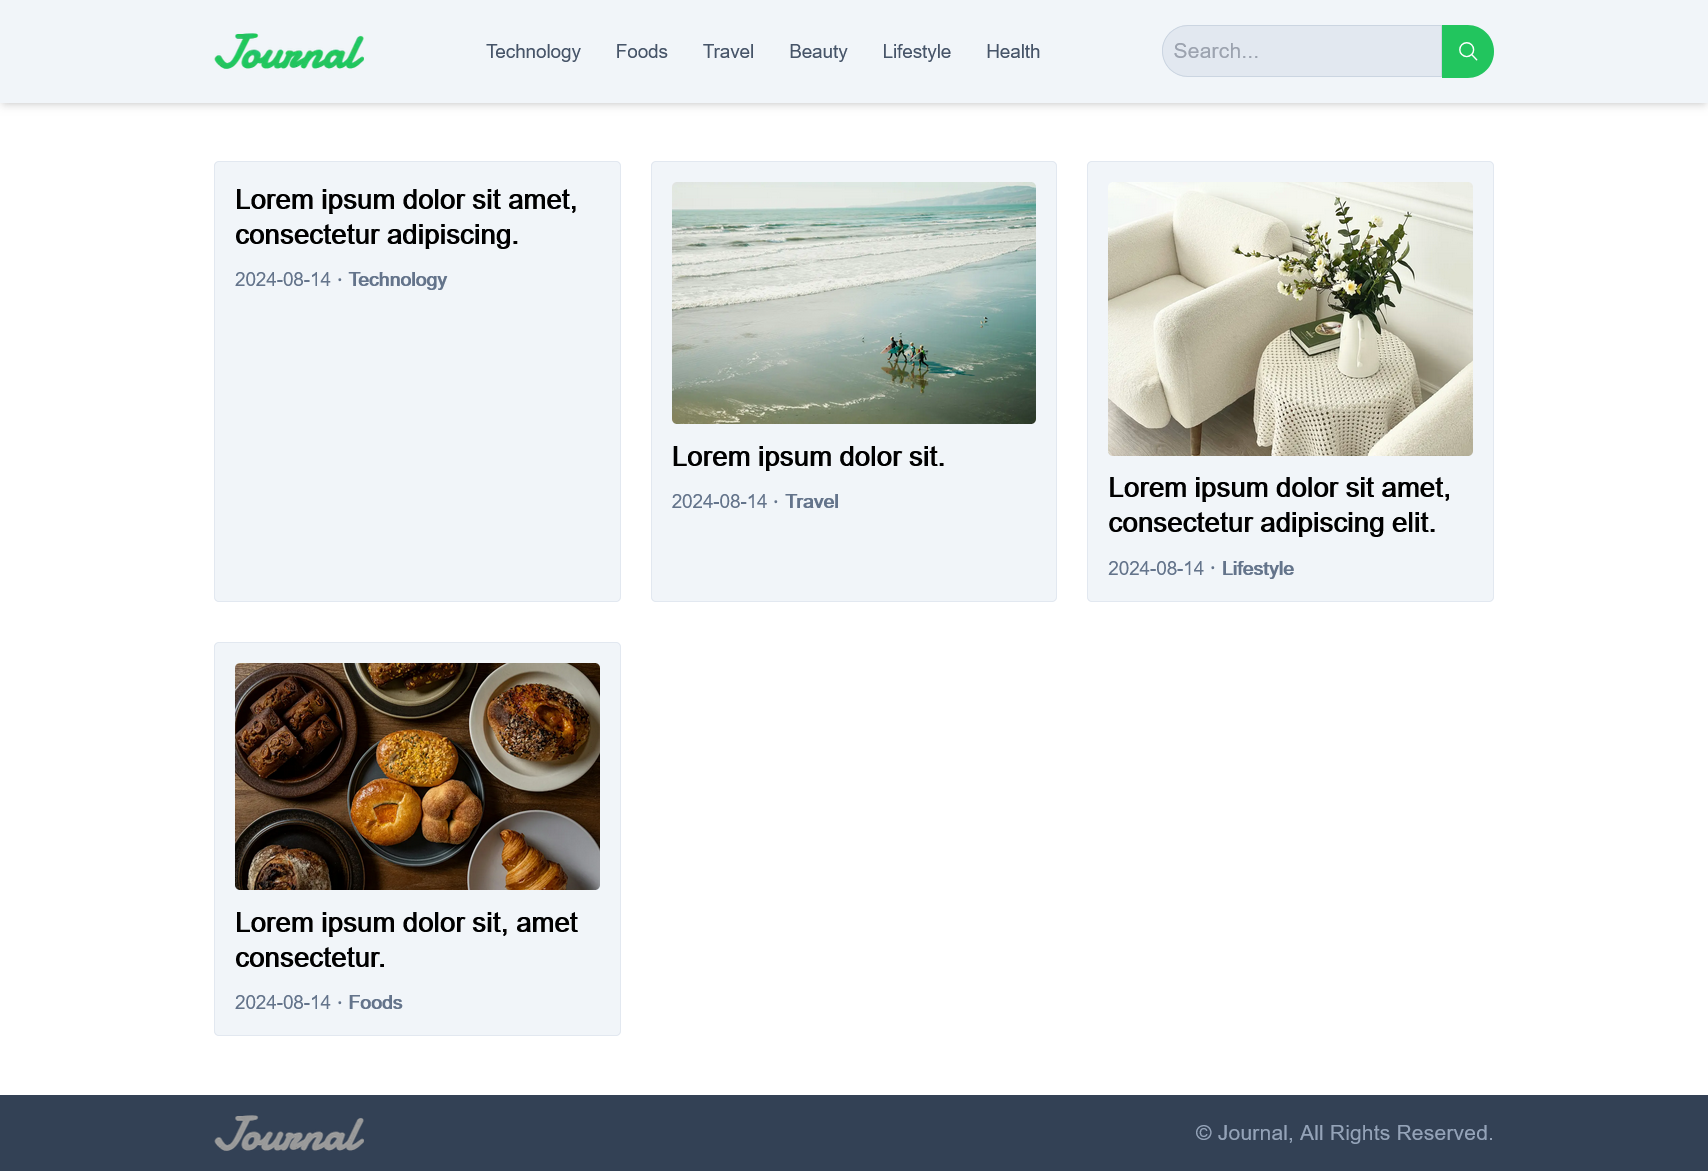 Journal
Technology Foods Travel Beauty Lifestyle Health
Search...
Lorem ipsum dolor sit amet,
consectetur adipiscing.
2024-08-14 · Technology
Lorem ipsum dolor sit.
2024-08-14 · Travel
Lorem ipsum dolor sit amet,
consectetur adipiscing elit.
2024-08-14 · Lifestyle
Lorem ipsum dolor sit, amet
consectetur.
2024-08-14 · Foods
Journal
© Journal, All Rights Reserved.